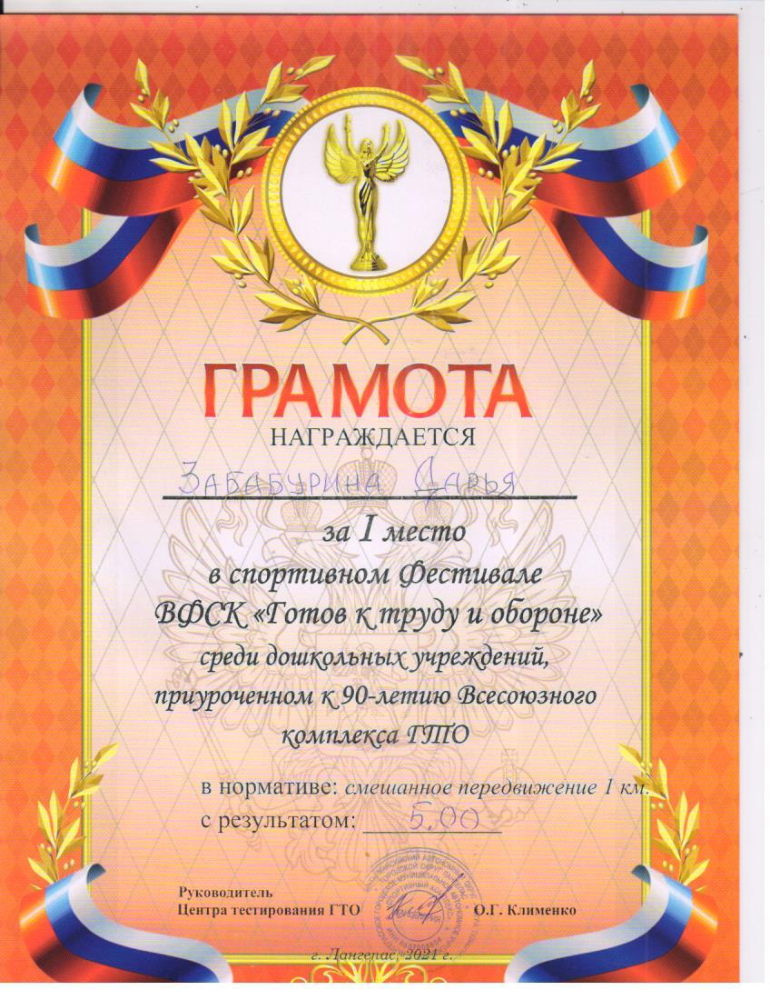 ГРАМОТА
НАГРАЖДАЕТСЯ
ЗАБАБУРИНА ДАРЬЯ
за I место
в спортивном Фестивале
ВФСК «Готов к труду и обороне»
среди дошкольных учреждений,
приуроченном к 90-летию Всесоюзного
комплекса ГТО
в нормативе: смешанное передвижение 1 км.
с результатом: 5,00
Руководитель
Центра тестирования ГТО О.Г. Клименко
г. Лангепас, 2021 г.